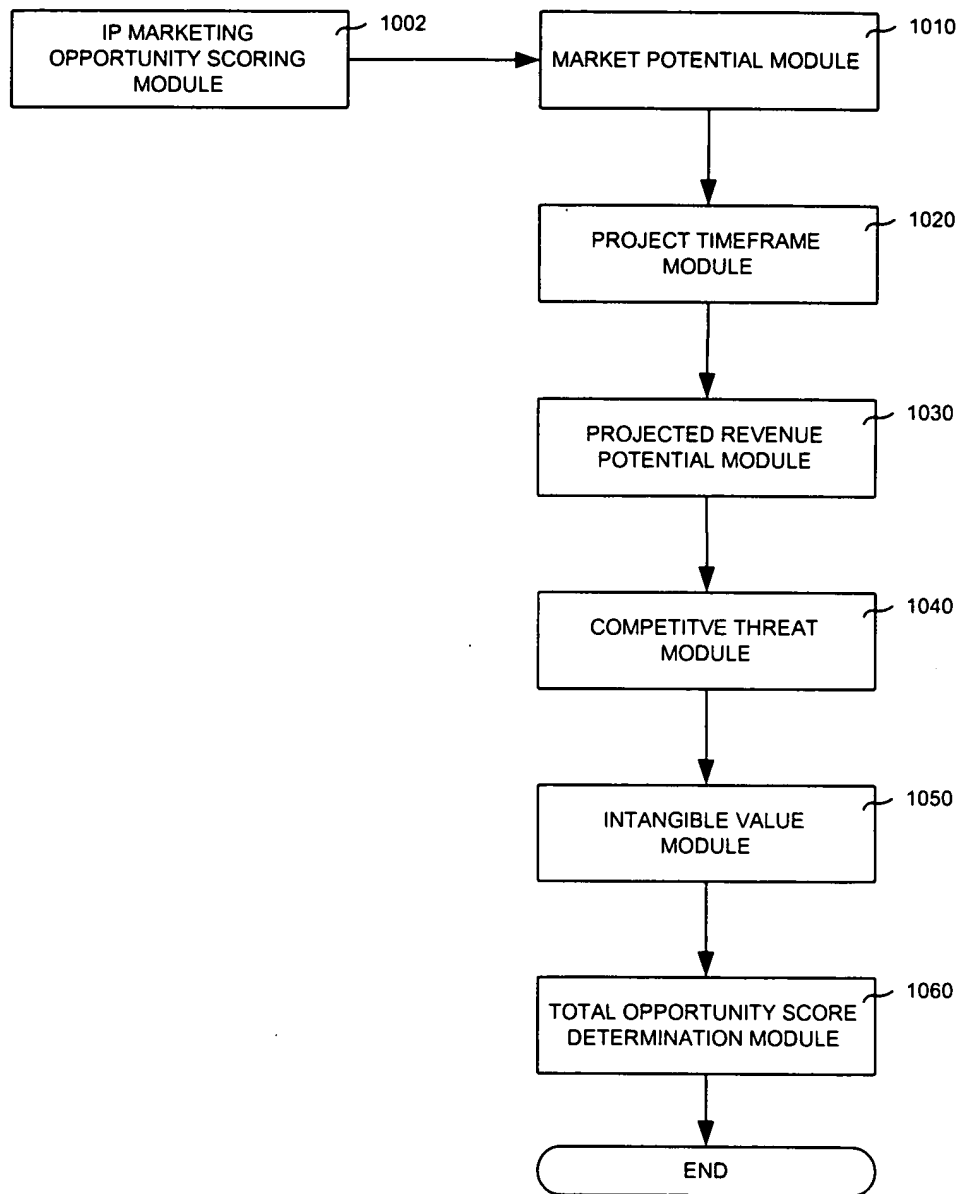 IP MARKETING
OPPORTUNITY SCORING
MODULE
1002
MARKET POTENTIAL MODULE
1010
PROJECT TIMEFRAME
MODULE
1020
PROJECTED REVENUE
POTENTIAL MODULE
1030
COMPETITVE THREAT
MODULE
1040
INTANGIBLE VALUE
MODULE
1050
TOTAL OPPORTUNITY SCORE
DETERMINATION MODULE
1060
END